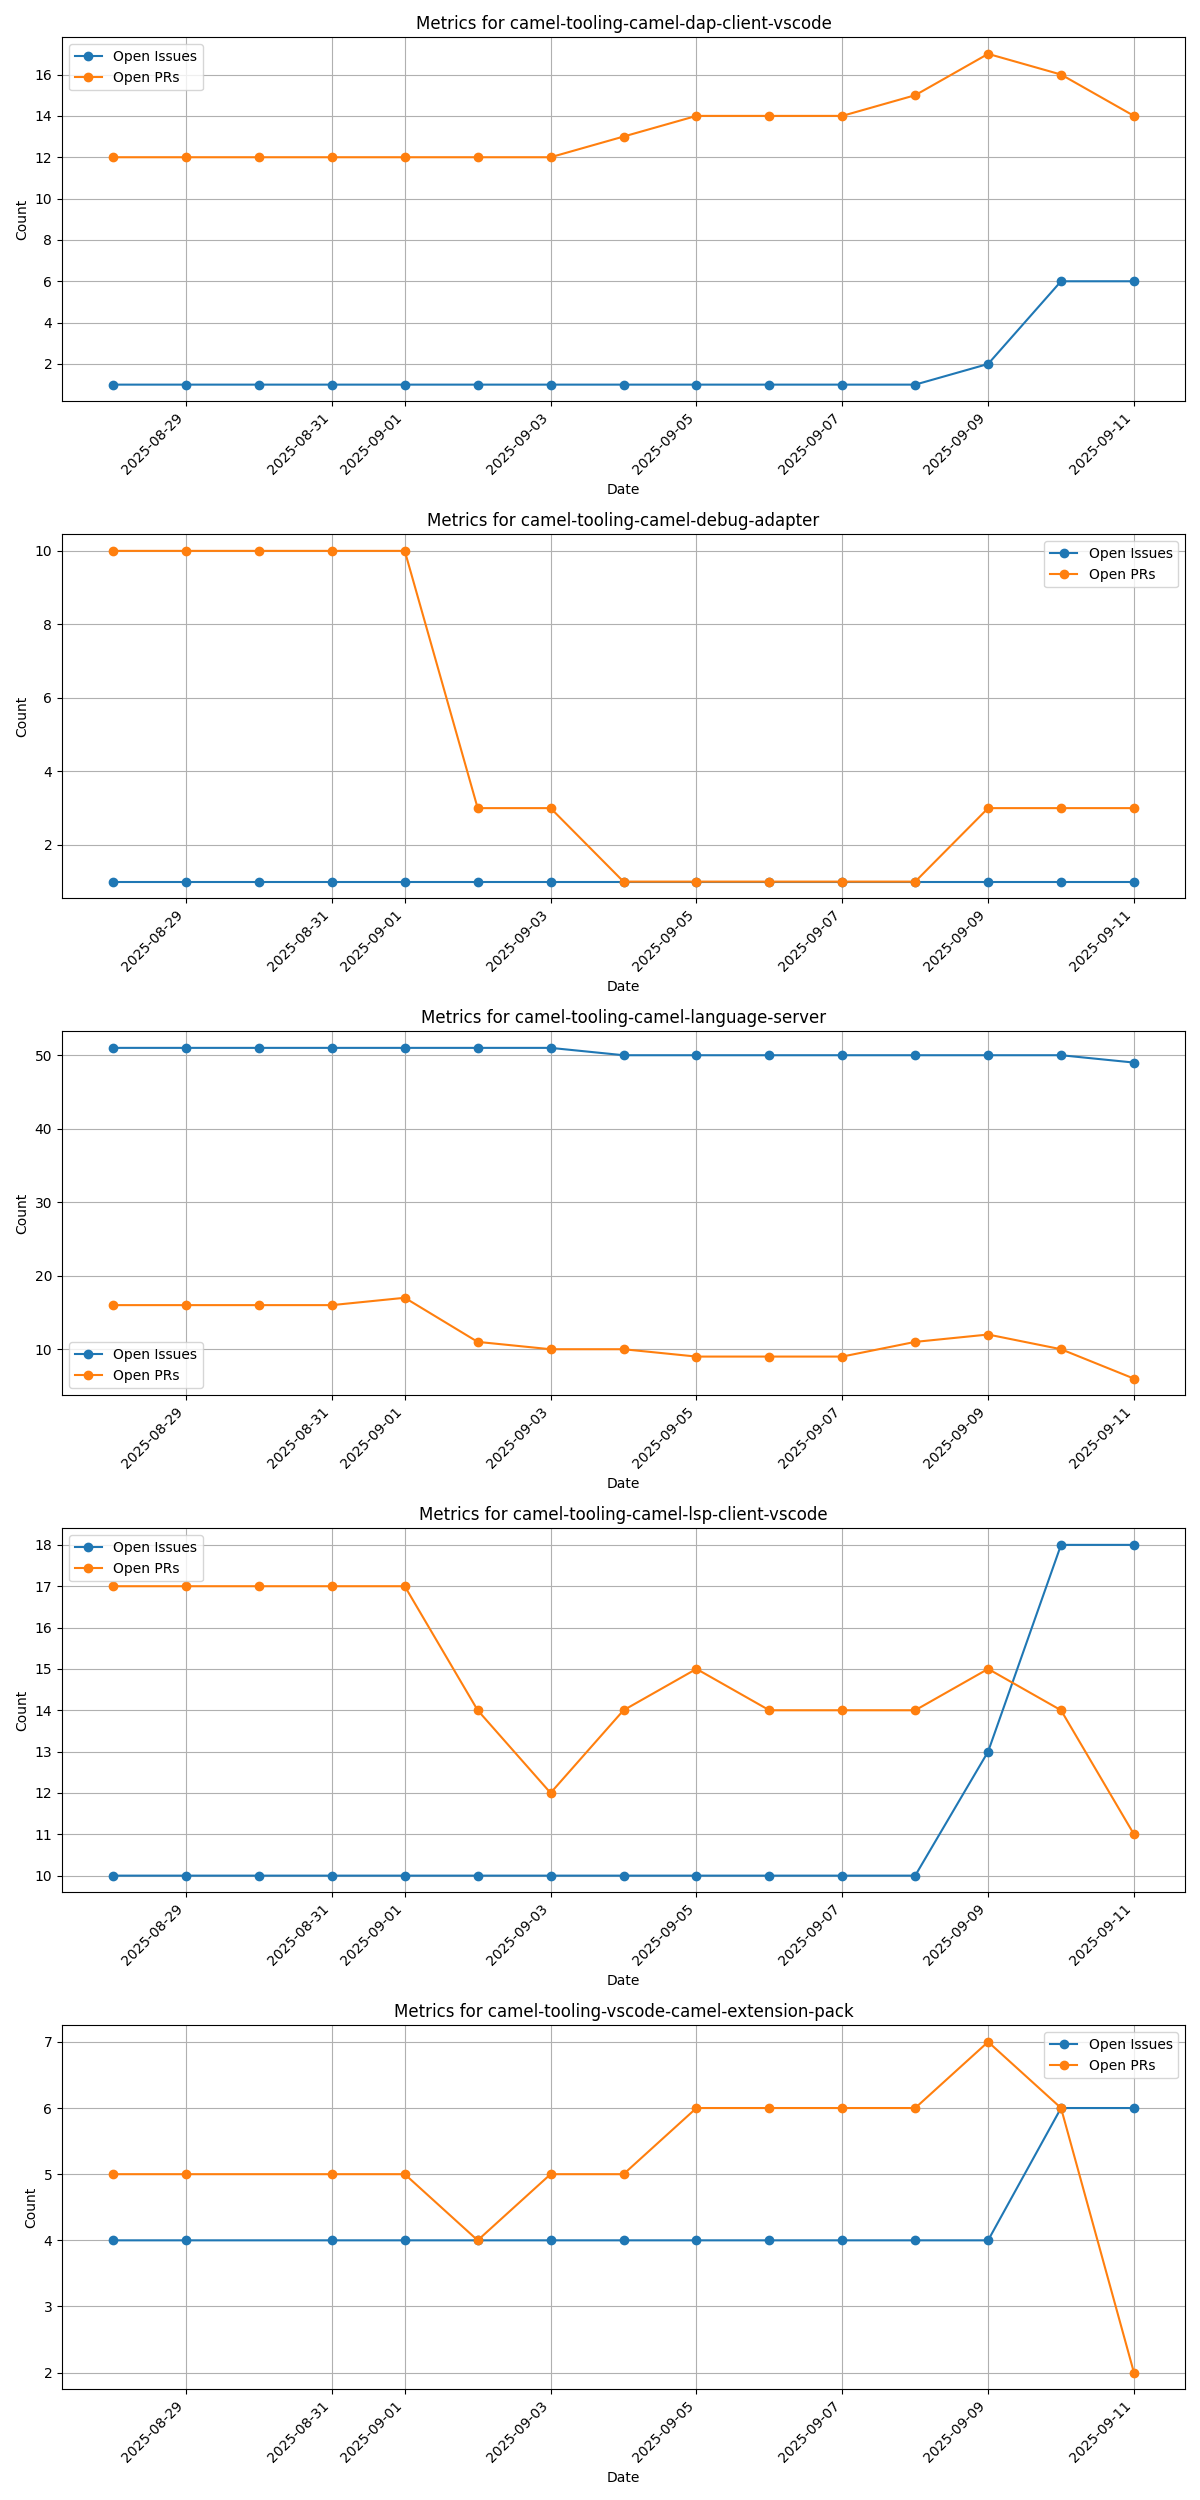 Metrics for camel-tooling-camel-dap-client-vscode
Open Issues
Open PRs
16
14
12
10
8
6
4
2
Count
2025-08-29
2025-08-31
2025-09-01
2025-09-03
2025-09-05
2025-09-07
2025-09-09
2025-09-11
Date
Metrics for camel-tooling-camel-debug-adapter
Open Issues
Open PRs
10
8
6
4
2
Count
2025-08-29
2025-08-31
2025-09-01
2025-09-03
2025-09-05
2025-09-07
2025-09-09
2025-09-11
Date
Metrics for camel-tooling-camel-language-server
50
40
30
20
10
Count
Open Issues
Open PRs
2025-08-29
2025-08-31
2025-09-01
2025-09-03
2025-09-05
2025-09-07
2025-09-09
2025-09-11
Date
Metrics for camel-tooling-camel-lsp-client-vscode
Open Issues
Open PRs
18
17
16
15
14
13
12
11
10
Count
2025-08-29
2025-08-31
2025-09-01
2025-09-03
2025-09-05
2025-09-07
2025-09-09
2025-09-11
Date
Metrics for camel-tooling-vscode-camel-extension-pack
Open Issues
Open PRs
7
6
5
4
3
2
Count
2025-08-29
2025-08-31
2025-09-01
2025-09-03
2025-09-05
2025-09-07
2025-09-09
2025-09-11
Date